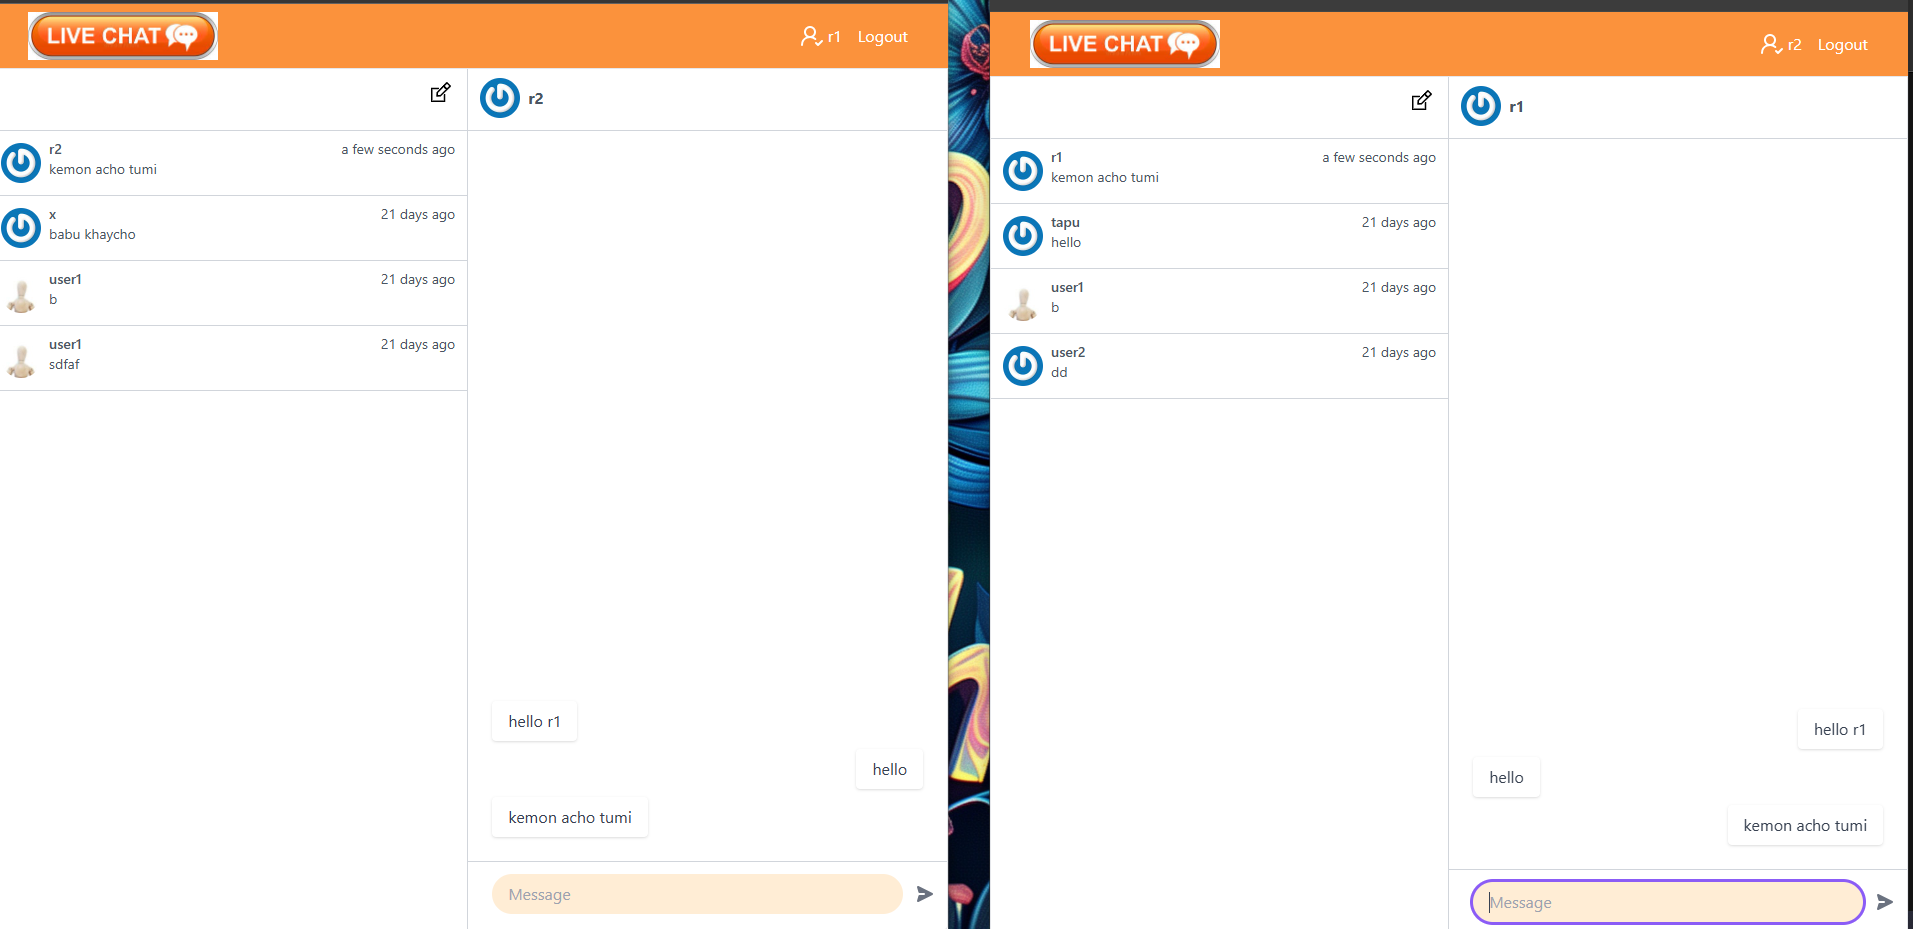 LIVE CHAT
r1 Logout
r2
r2 a few seconds ago
kemon acho tumi
x 21 days ago
babu khaycho
user1 21 days ago
b
user1 21 days ago
sdfaf
hello r1
hello
kemon acho tumi
Message
LIVE CHAT
r2 Logout
r1
r1 a few seconds ago
kemon acho tumi
tapu 21 days ago
hello
user1 21 days ago
b
user2 21 days ago
dd
hello r1
hello
kemon acho tumi
Message